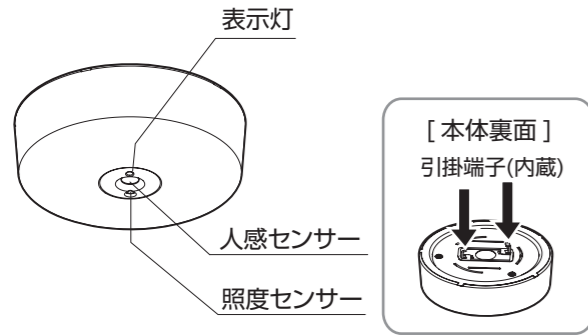 表示灯
[ 本体裏面 ]
引掛端子(内蔵)
人感センサー
照度センサー